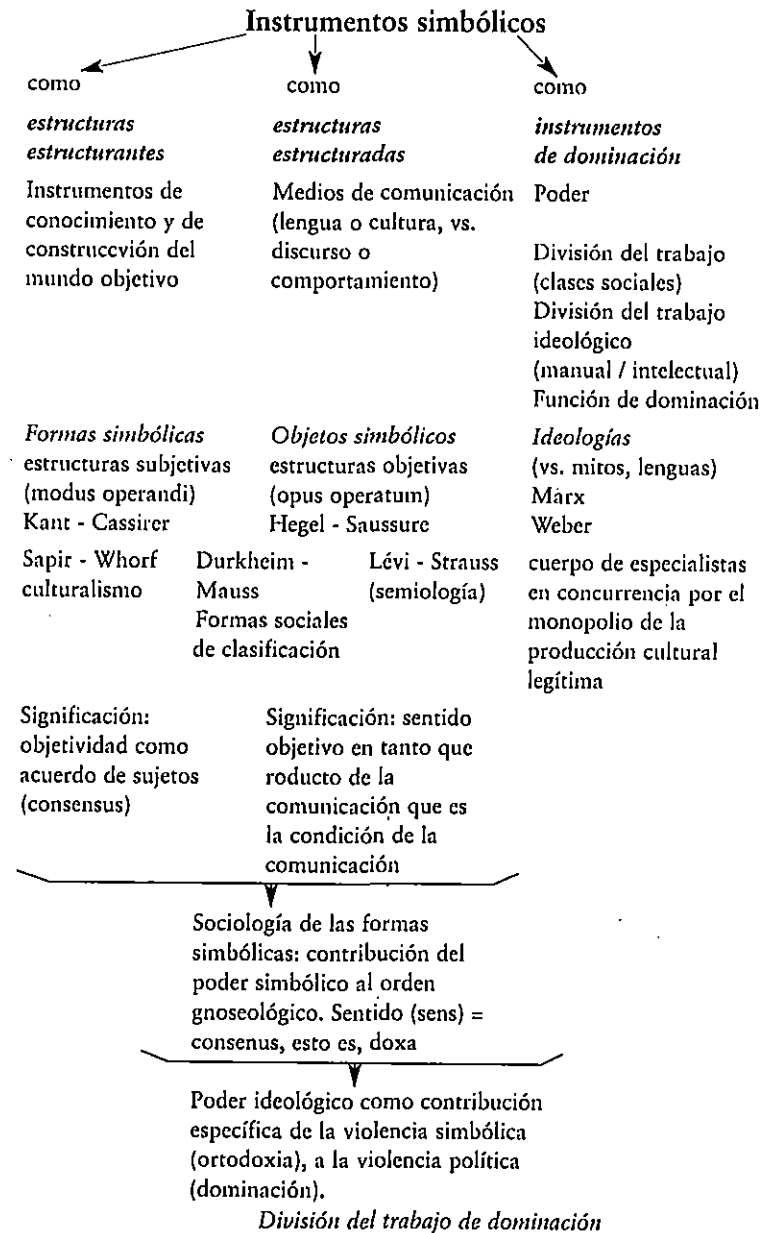 Instrumentos simbólicos
como
estructuras
estructurantes
Instrumentos de
conocimiento y de
construccvión del
mundo objetivo
como
estructuras
estructuradas
Medios de comunicación
(lengua o cultura, vs.
discurso o
comportamiento)
como
instrumentos
de dominación
Poder
División del trabajo
(clases sociales)
División del trabajo
ideológico
(manual / intelectual)
Función de dominación
Formas simbólicas
estructuras subjetivas
(modus operandi)
Kant - Cassirer
Objetos simbólicos
estructuras objetivas
(opus operatum)
Hegel - Saussure
Ideologías
(vs. mitos, lenguas)
Marx
Weber
Sapir - Whorf
culturalismo
Durkheim -
Mauss
Formas sociales
de clasificación
Lévi - Strauss
(semiología)
cuerpo de especialistas
en concurrencia por el
monopolio de la
producción cultural
legítima
Significación:
objetividad como
acuerdo de sujetos
(consensus)
Significación: sentido
objetivo en tanto que
roducto de la
comunicación que es
la condición de la
comunicación
Sociología de las formas
simbólicas: contribución del
poder simbólico al orden
gnoseológico. Sentido (sens) =
consenus, esto es, doxa
Poder ideológico como contribución
específica de la violencia simbólica
(ortodoxia), a la violencia política
(dominación).
División del trabajo de dominación